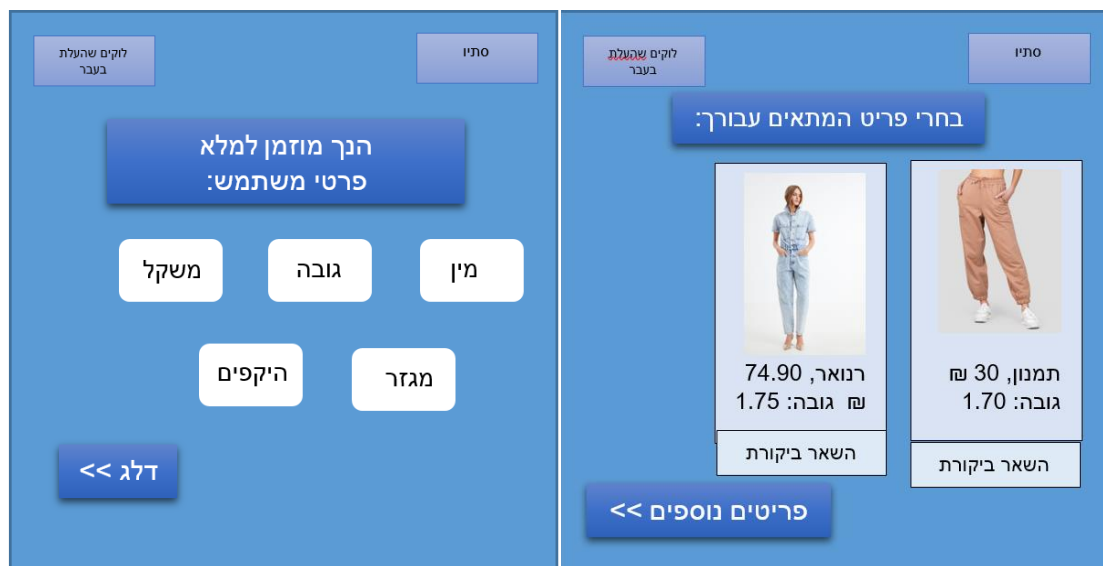 לוקים שהעלת
בעבר
סתיו
הנך מוזמן למלא
פרטי משתמש:
מין
גובה
משקל
מגזר
היקפים
דלג >>
לוקים שהעלת
בעבר
סתיו
בחרי פריט המתאים עבורך:
תמנון, 30 ₪
גובה: 1.70
השאר ביקורת
רנואר, 74.90
₪ גובה: 1.75
השאר ביקורת
פריטים נוספים >>